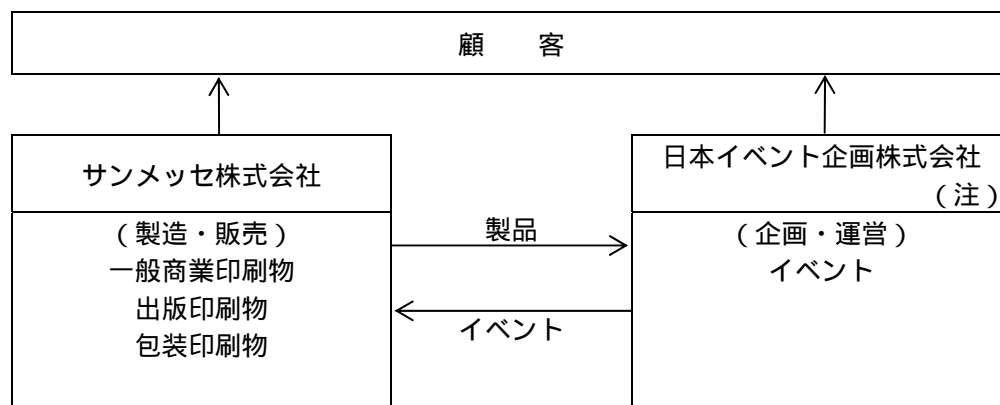 顧　　客
サンメッセ株式会社
日本イベント企画株式会社
（注）
（製造・販売）
一般商業印刷物
出版印刷物
包装印刷物
製品
イベント
（企画・運営）
イベント